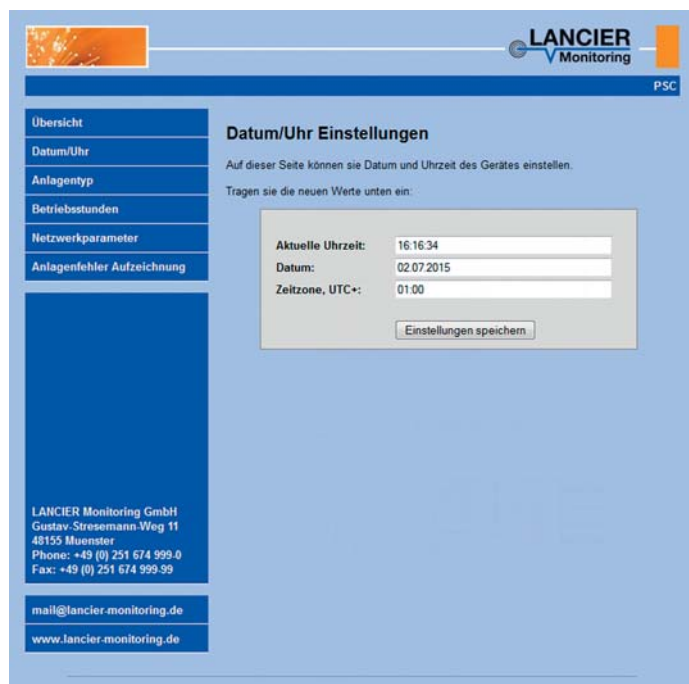 LANCIER
Monitoring
PSC
Übersicht
Datum/Uhr
Anlagentyp
Betriebsstunden
Netzwerkparameter
Anlagenfehler Aufzeichnung
Datum/Uhr Einstellungen
Auf dieser Seite können sie Datum und Uhrzeit des Gerätes einstellen.
Tragen sie die neuen Werte unten ein:
Aktuelle Uhrzeit: 16:16:34
Datum: 02.07.2015
Zeitzone, UTC+: 01:00
Einstellungen speichern
LANCIER Monitoring GmbH
Gustav-Stresemann-Weg 11
48155 Muenster
Phone: +49 (0) 251 674 999-0
Fax: +49 (0) 251 674 999-99
mail@lancier-monitoring.de
www.lancier-monitoring.de